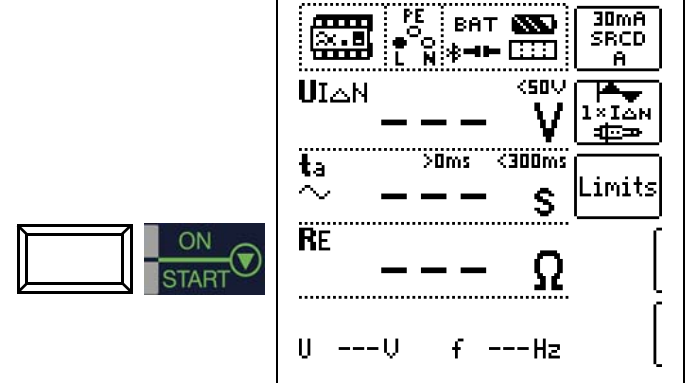 PE
BAT
L N
30mA
SRCD
A
UI△N <50V
--- V
1×I△N
ta >0ms <300ms
∼ --- s
Limits
RE
--- Ω
ON
START
U ---V f ---Hz